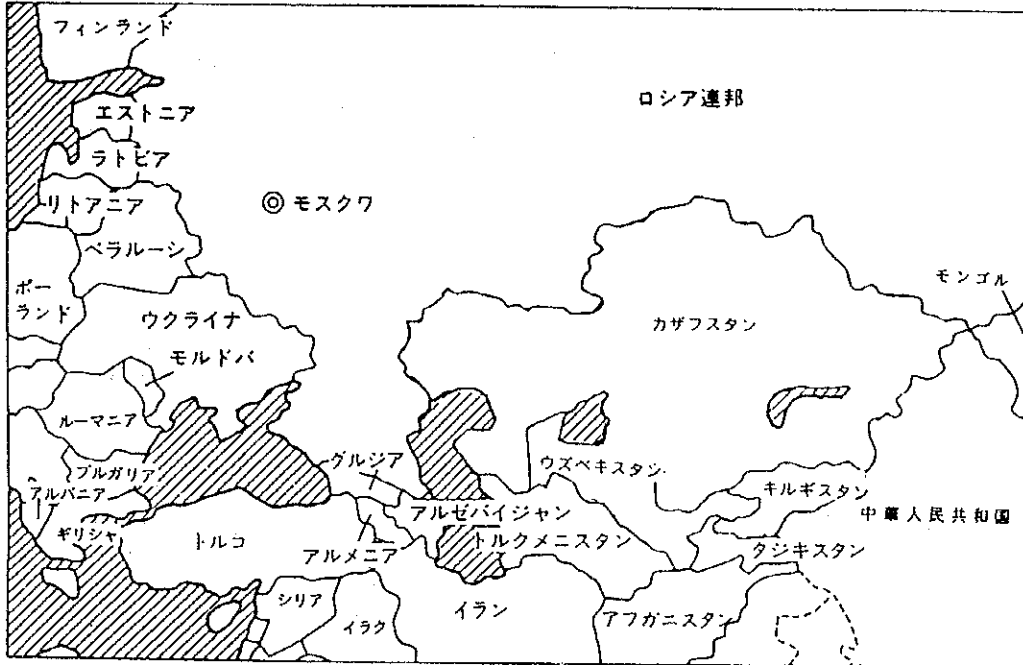 フィンランド
ロシア連邦
エストニア
ラトビア
リトアニア
モスクワ
ベラルーシ
ポー
ランド
モンゴル
ウクライナ
カザフスタン
モルドバ
ルーマニア
グルジア
ウズベキスタン
ブルガリア
アルバニア
キルギスタン
ギリシャ
アルゼバイジャン
中華人民共和国
トルコ
アルメニア
トルクメニスタン
タジキスタン
シリア
イラク
イラン
アフガニスタン